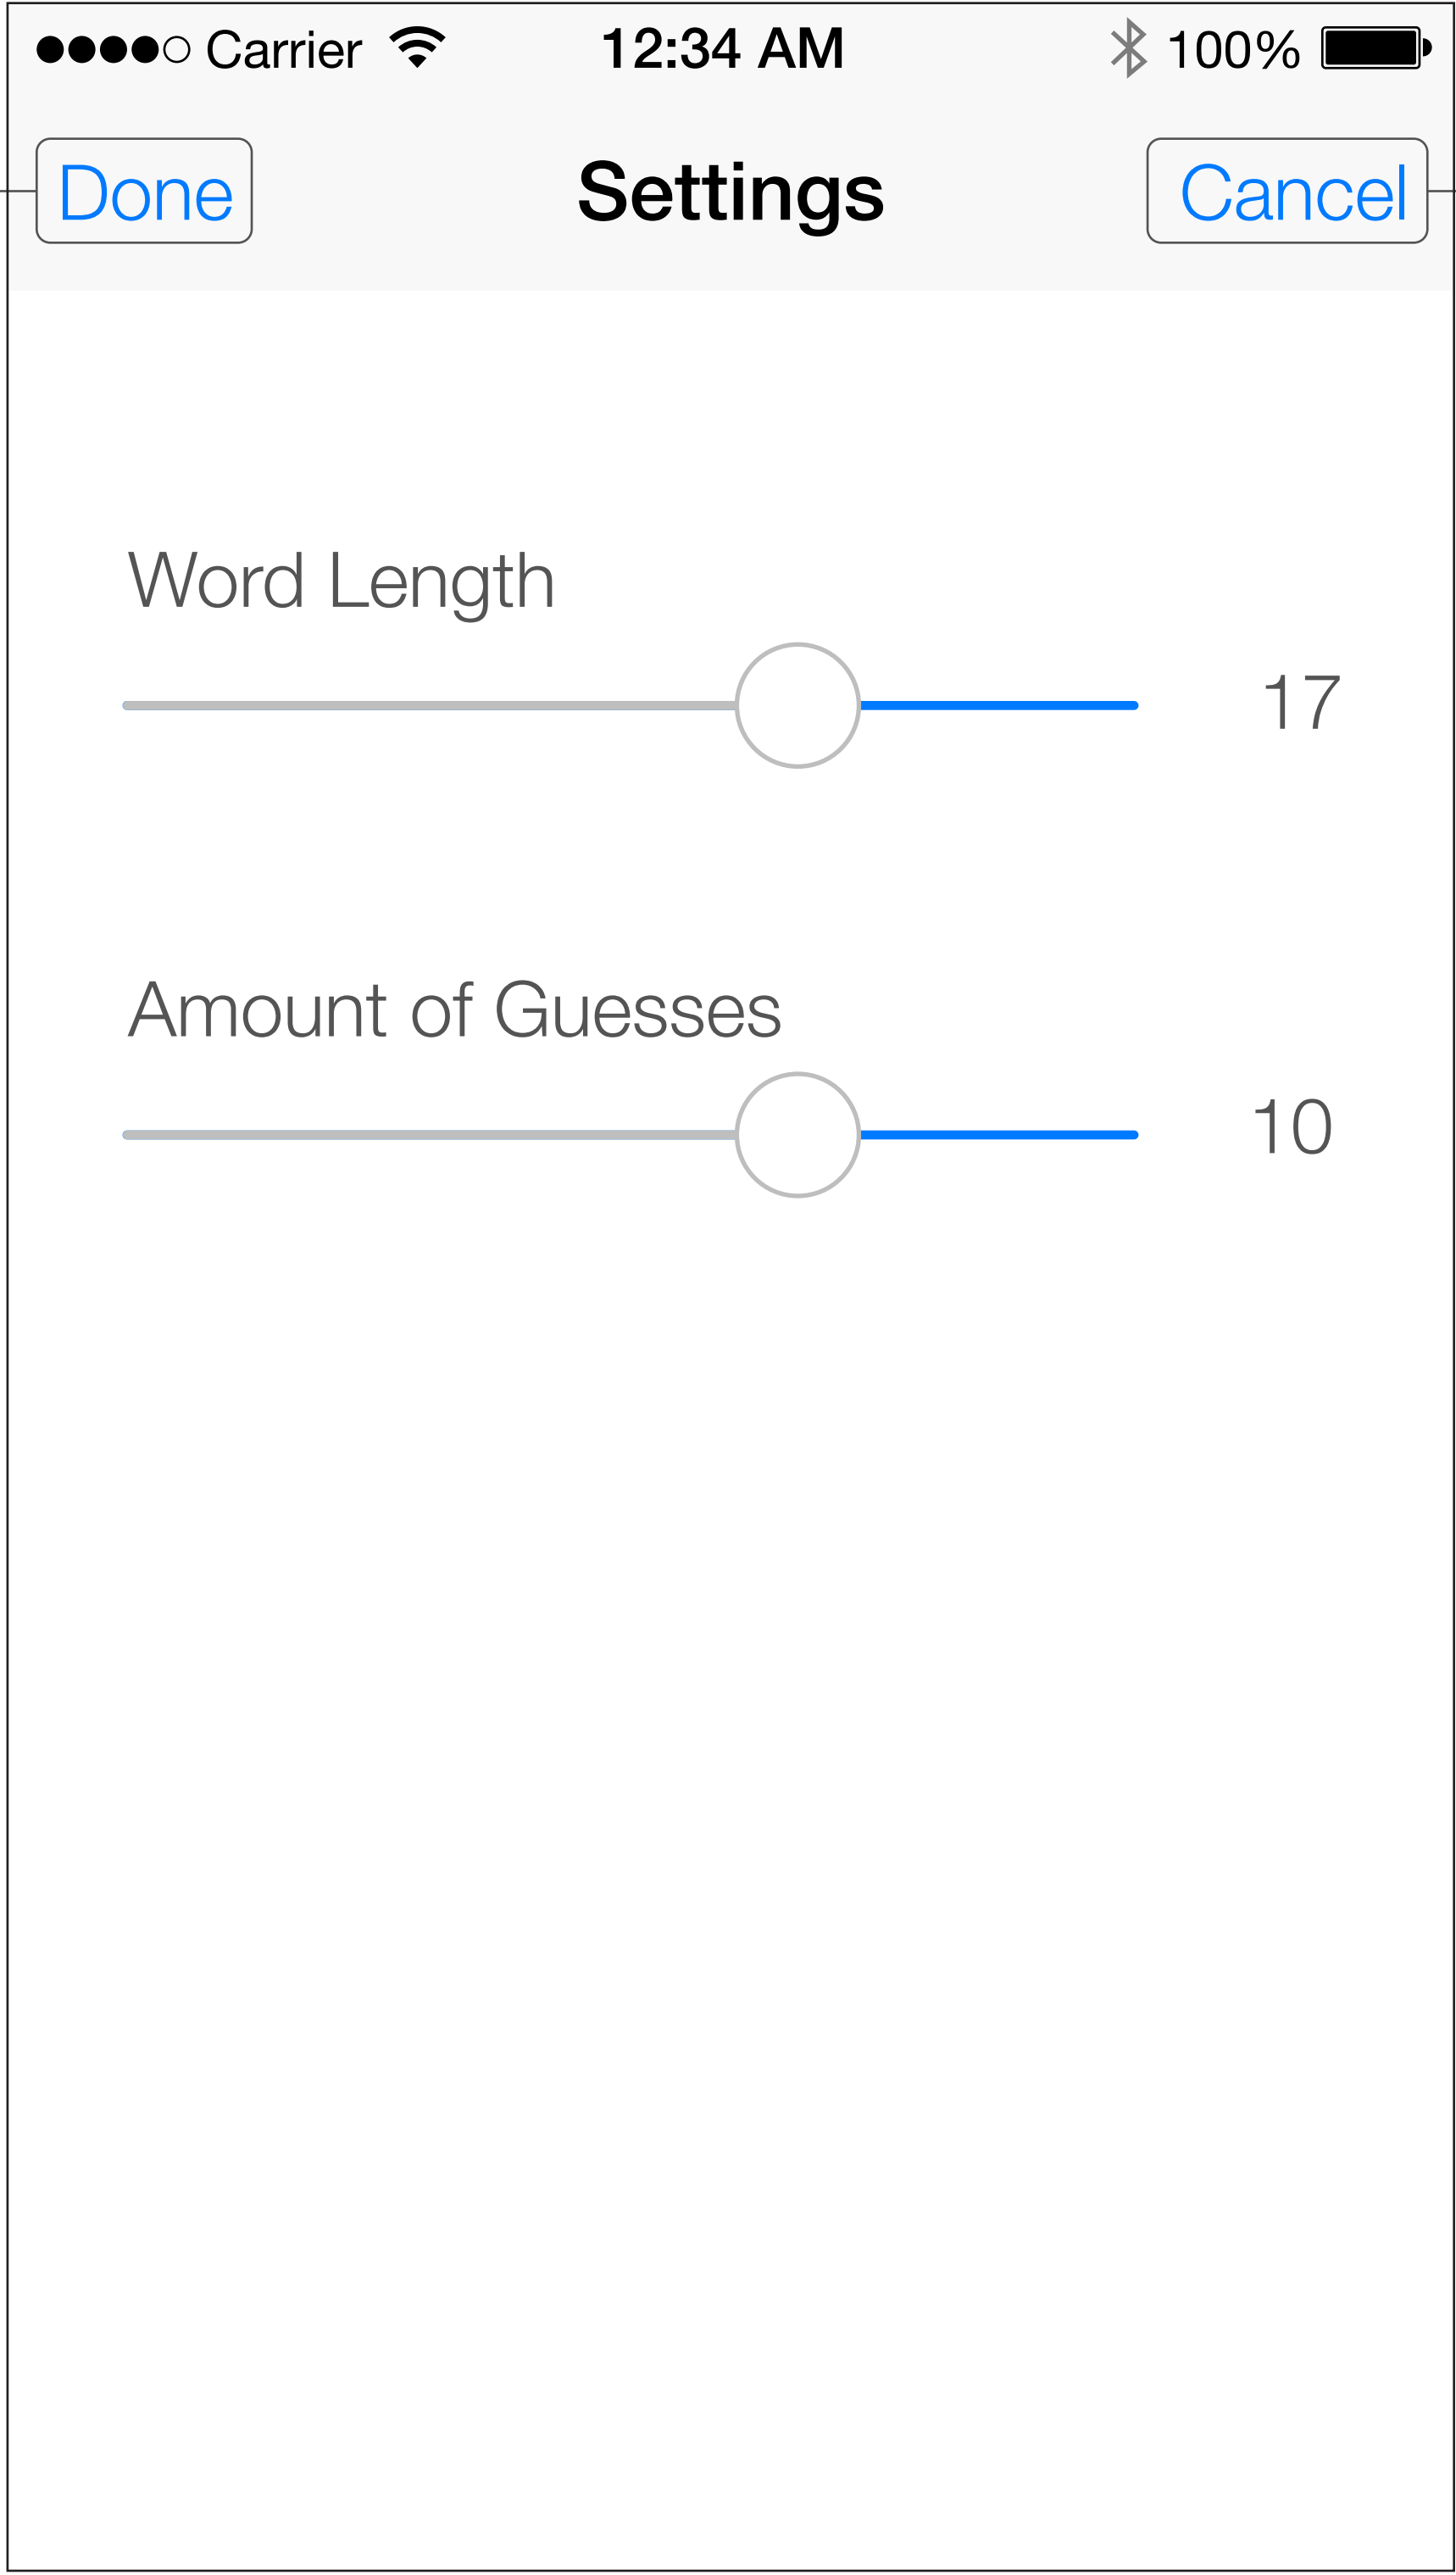 Carrier 12:34 AM 100%
Done Settings Cancel
Word Length
17
Amount of Guesses
10